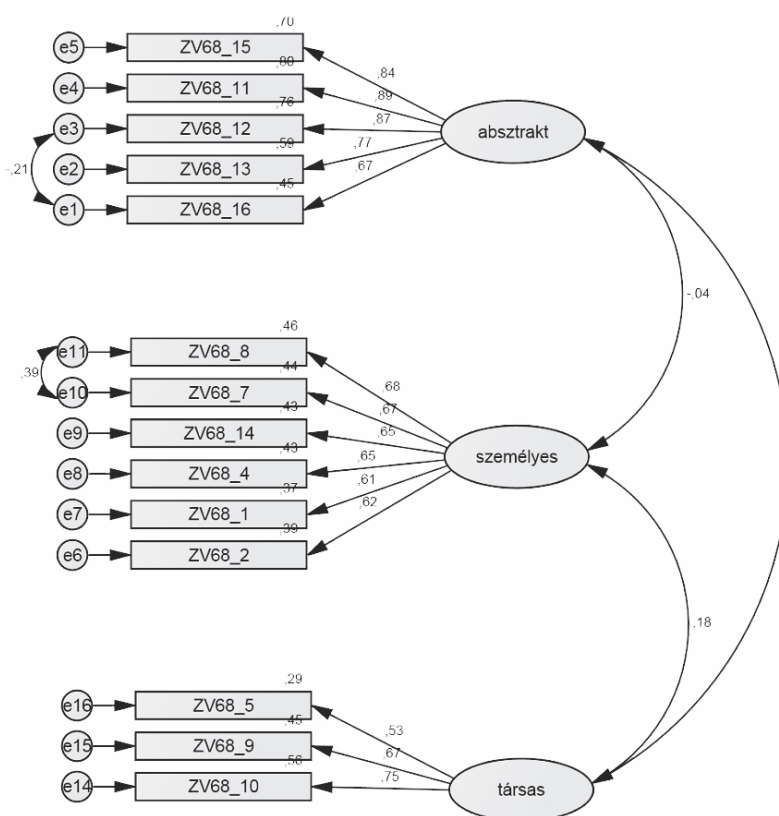 ,70
e5 ZV68_15 ,84
,80
e4 ZV68_11 ,89
,76
e3 ZV68_12 ,87 absztrakt
,59
-,21 e2 ZV68_13 ,77
,45
e1 ZV68_16 ,67
-,04
,46
e11 ZV68_8 ,68
,44
,39 e10 ZV68_7 ,67
,43
e9 ZV68_14 ,65 személyes
,43
e8 ZV68_4 ,65
,37
e7 ZV68_1 ,61
,39
e6 ZV68_2 ,62
,18
,29
e16 ZV68_5 ,53
,45
e15 ZV68_9 ,67
,56
e14 ZV68_10 ,75 társas